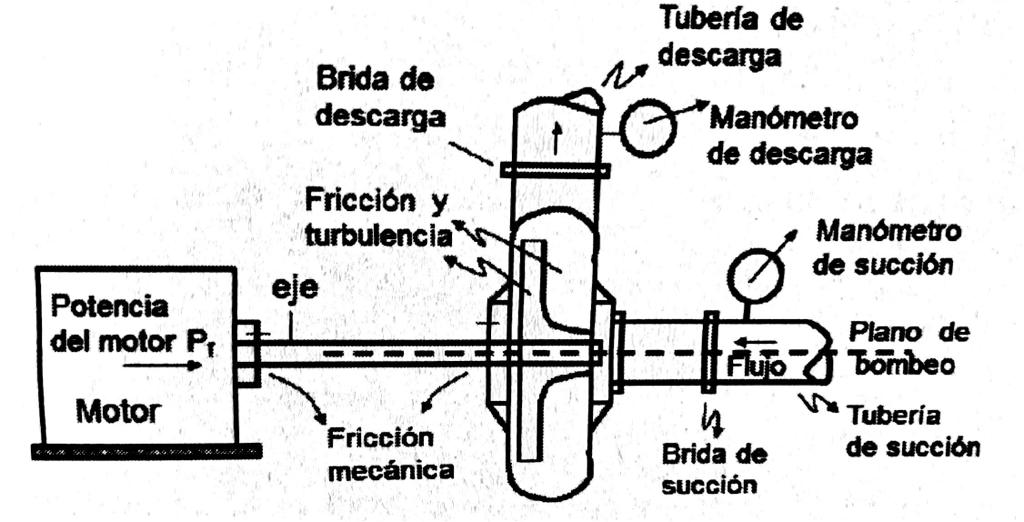 Tubería de
descarga
Brida de
descarga
Manómetro
de descarga
Fricción y
turbulencia
Manómetro
de succión
eje
Potencia
del motor Pr
Motor
Plano de
bombeo
Flujo
Fricción
mecánica
Brida de
succión
Tubería
de succión